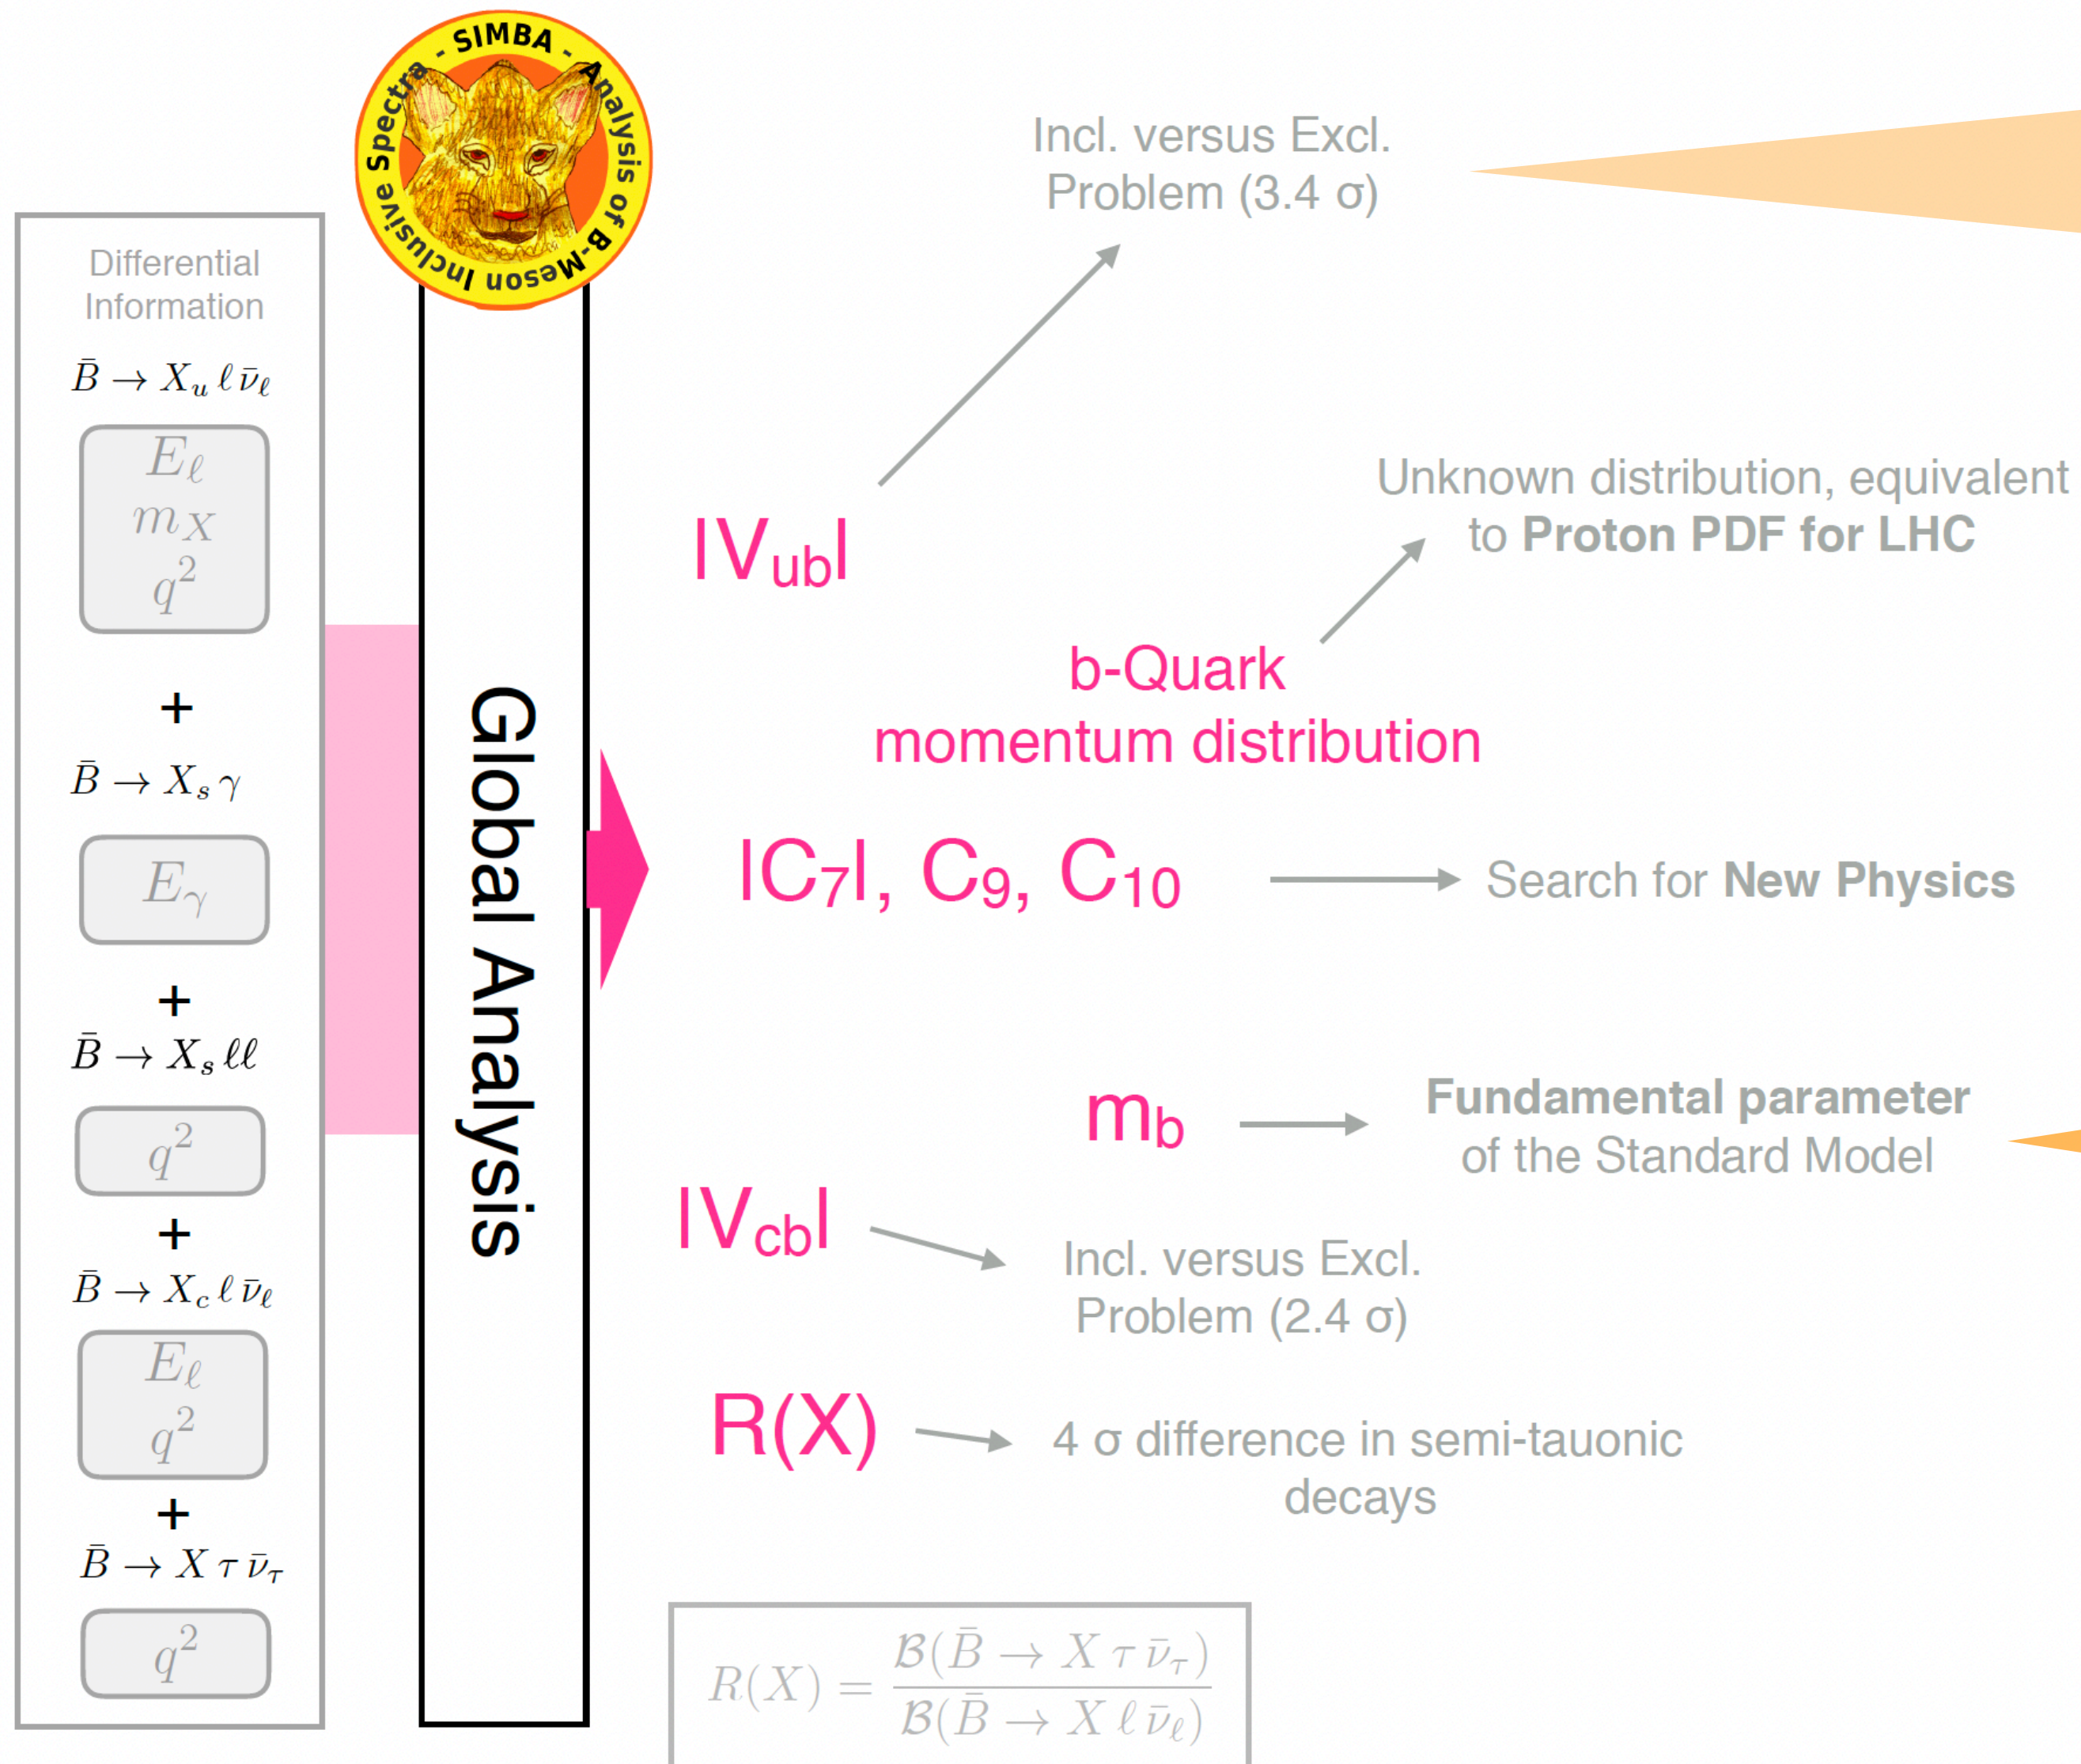 - SIMBA - Analysis of B-Meson Inclusive Spectra
Differential
Information
B̄ → X_u ℓ ν̄_ℓ
E_ℓ
m_X
q²
+
B̄ → X_s γ
E_γ
+
B̄ → X_s ℓℓ
q²
+
B̄ → X_c ℓ ν̄_ℓ
E_ℓ
q²
+
B̄ → X τ ν̄_τ
q²
Global Analysis
Incl. versus Excl.
Problem (3.4 σ)
|V_ub|
Unknown distribution, equivalent
to Proton PDF for LHC
b-Quark
momentum distribution
|C₇|, C₉, C₁₀
Search for New Physics
m_b
Fundamental parameter
of the Standard Model
|V_cb|
Incl. versus Excl.
Problem (2.4 σ)
R(X)
4 σ difference in semi-tauonic
decays
R(X) = B(B̄ → X τ ν̄_τ) / B(B̄ → X ℓ ν̄_ℓ)